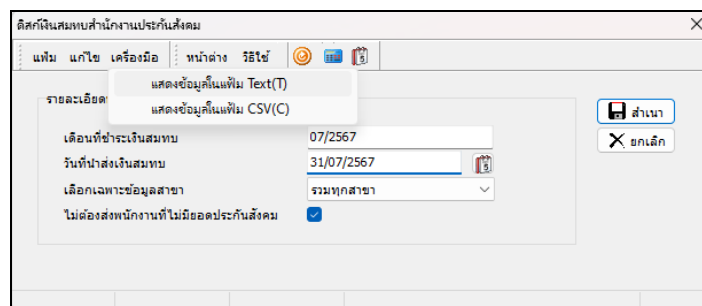 ดิสก์เงินสมทบสำนักงานประกันสังคม
แฟ้ม แก้ไข เครื่องมือ หน้าต่าง วิธีใช้
แสดงข้อมูลในแฟ้ม Text(T)
แสดงข้อมูลในแฟ้ม CSV(C)
รายละเอียด
สำเนา
เดือนที่ชำระเงินสมทบ 07/2567
ยกเลิก
วันที่นำส่งเงินสมทบ 31/07/2567
เลือกเฉพาะข้อมูลสาขา รวมทุกสาขา
ไม่ต้องส่งพนักงานที่ไม่มียอดประกันสังคม